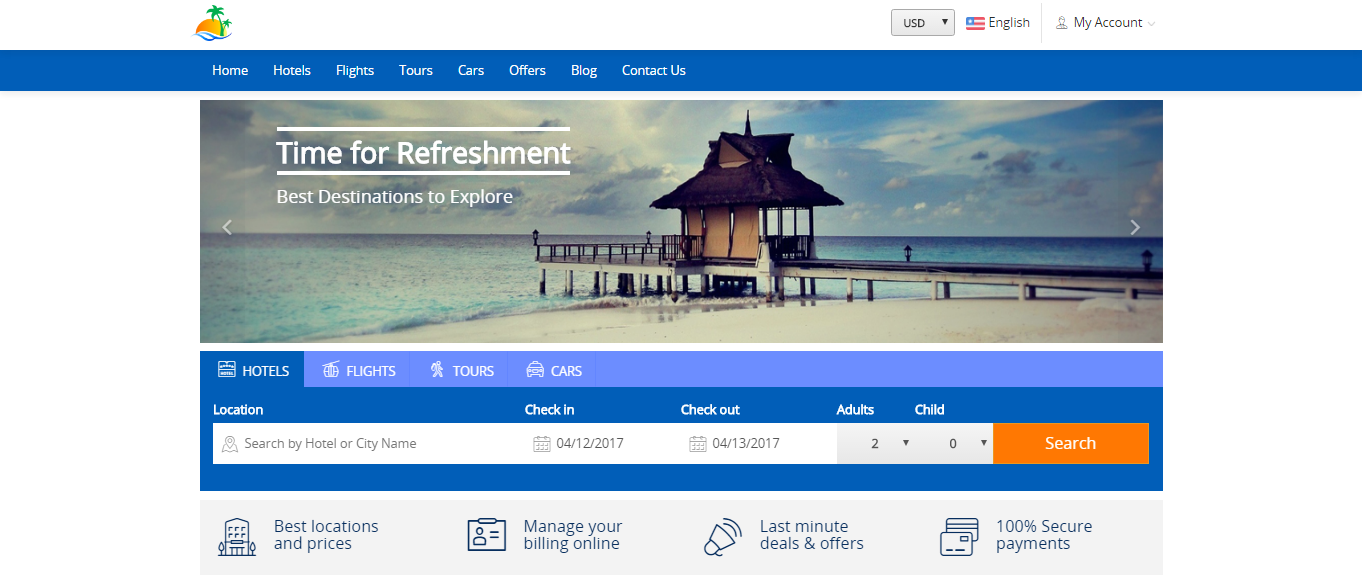 USD English My Account
Home Hotels Flights Tours Cars Offers Blog Contact Us
Time for Refreshment
Best Destinations to Explore
HOTELS FLIGHTS TOURS CARS
Location Check in Check out Adults Child
Search by Hotel or City Name 04/12/2017 04/13/2017 2 0 Search
Best locations
and prices
Manage your
billing online
Last minute
deals & offers
100% Secure
payments